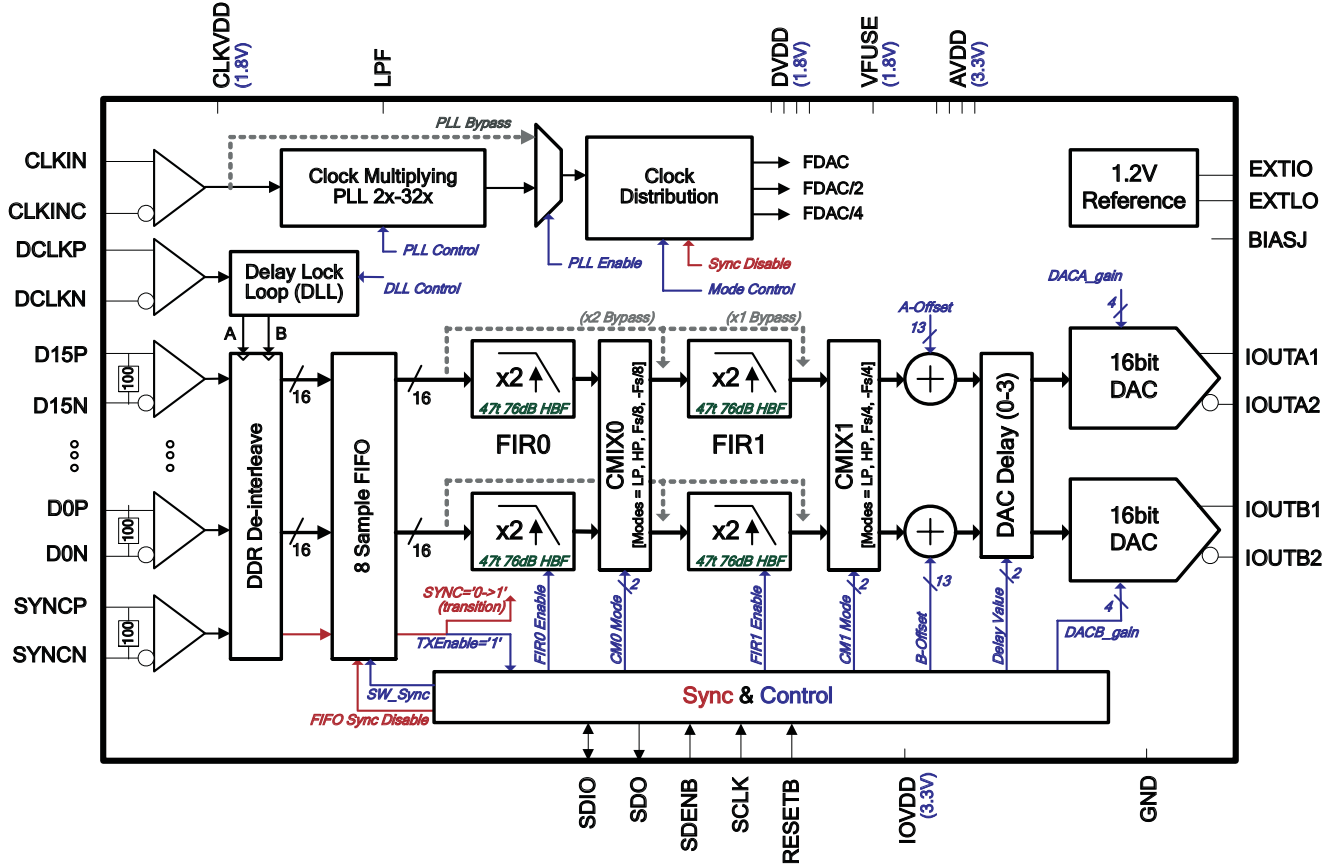 CLKVDD
(1.8V)
LPF
DVDD
(1.8V)
VFUSE
(1.8V)
AVDD
(3.3V)
PLL Bypass
CLKIN
CLKINC
Clock Multiplying
PLL 2x-32x
Clock
Distribution
FDAC
FDAC/2
FDAC/4
1.2V
Reference
EXTIO
EXTLO
BIASJ
PLL Control
PLL Enable
Sync Disable
Mode Control
DCLKP
DCLKN
Delay Lock
Loop (DLL)
DLL Control
A
B
DACA_gain
4
A-Offset
13
(x2 Bypass)
(x1 Bypass)
D15P
100
D15N
DDR De-interleave
16
8 Sample FIFO
16
x2
47t 76dB HBF
FIR0
CMIX0
[Modes = LP, HP, Fs/8, -Fs/8]
x2
47t 76dB HBF
FIR1
CMIX1
[Modes = LP, HP, Fs/4, -Fs/4]
DAC Delay (0-3)
16bit
DAC
IOUTA1
IOUTA2
D0P
100
D0N
16
16
x2
47t 76dB HBF
x2
47t 76dB HBF
16bit
DAC
IOUTB1
IOUTB2
SYNCP
100
SYNCN
SYNC='0->1'
(transition)
TXEnable='1'
FIR0 Enable
CM0 Mode
2
FIR1 Enable
CM1 Mode
2
B-Offset
13
Delay Value
2
DACB_gain
4
SW_Sync
FIFO Sync Disable
Sync & Control
SDIO
SDO
SDENB
SCLK
RESETB
IOVDD
(3.3V)
GND